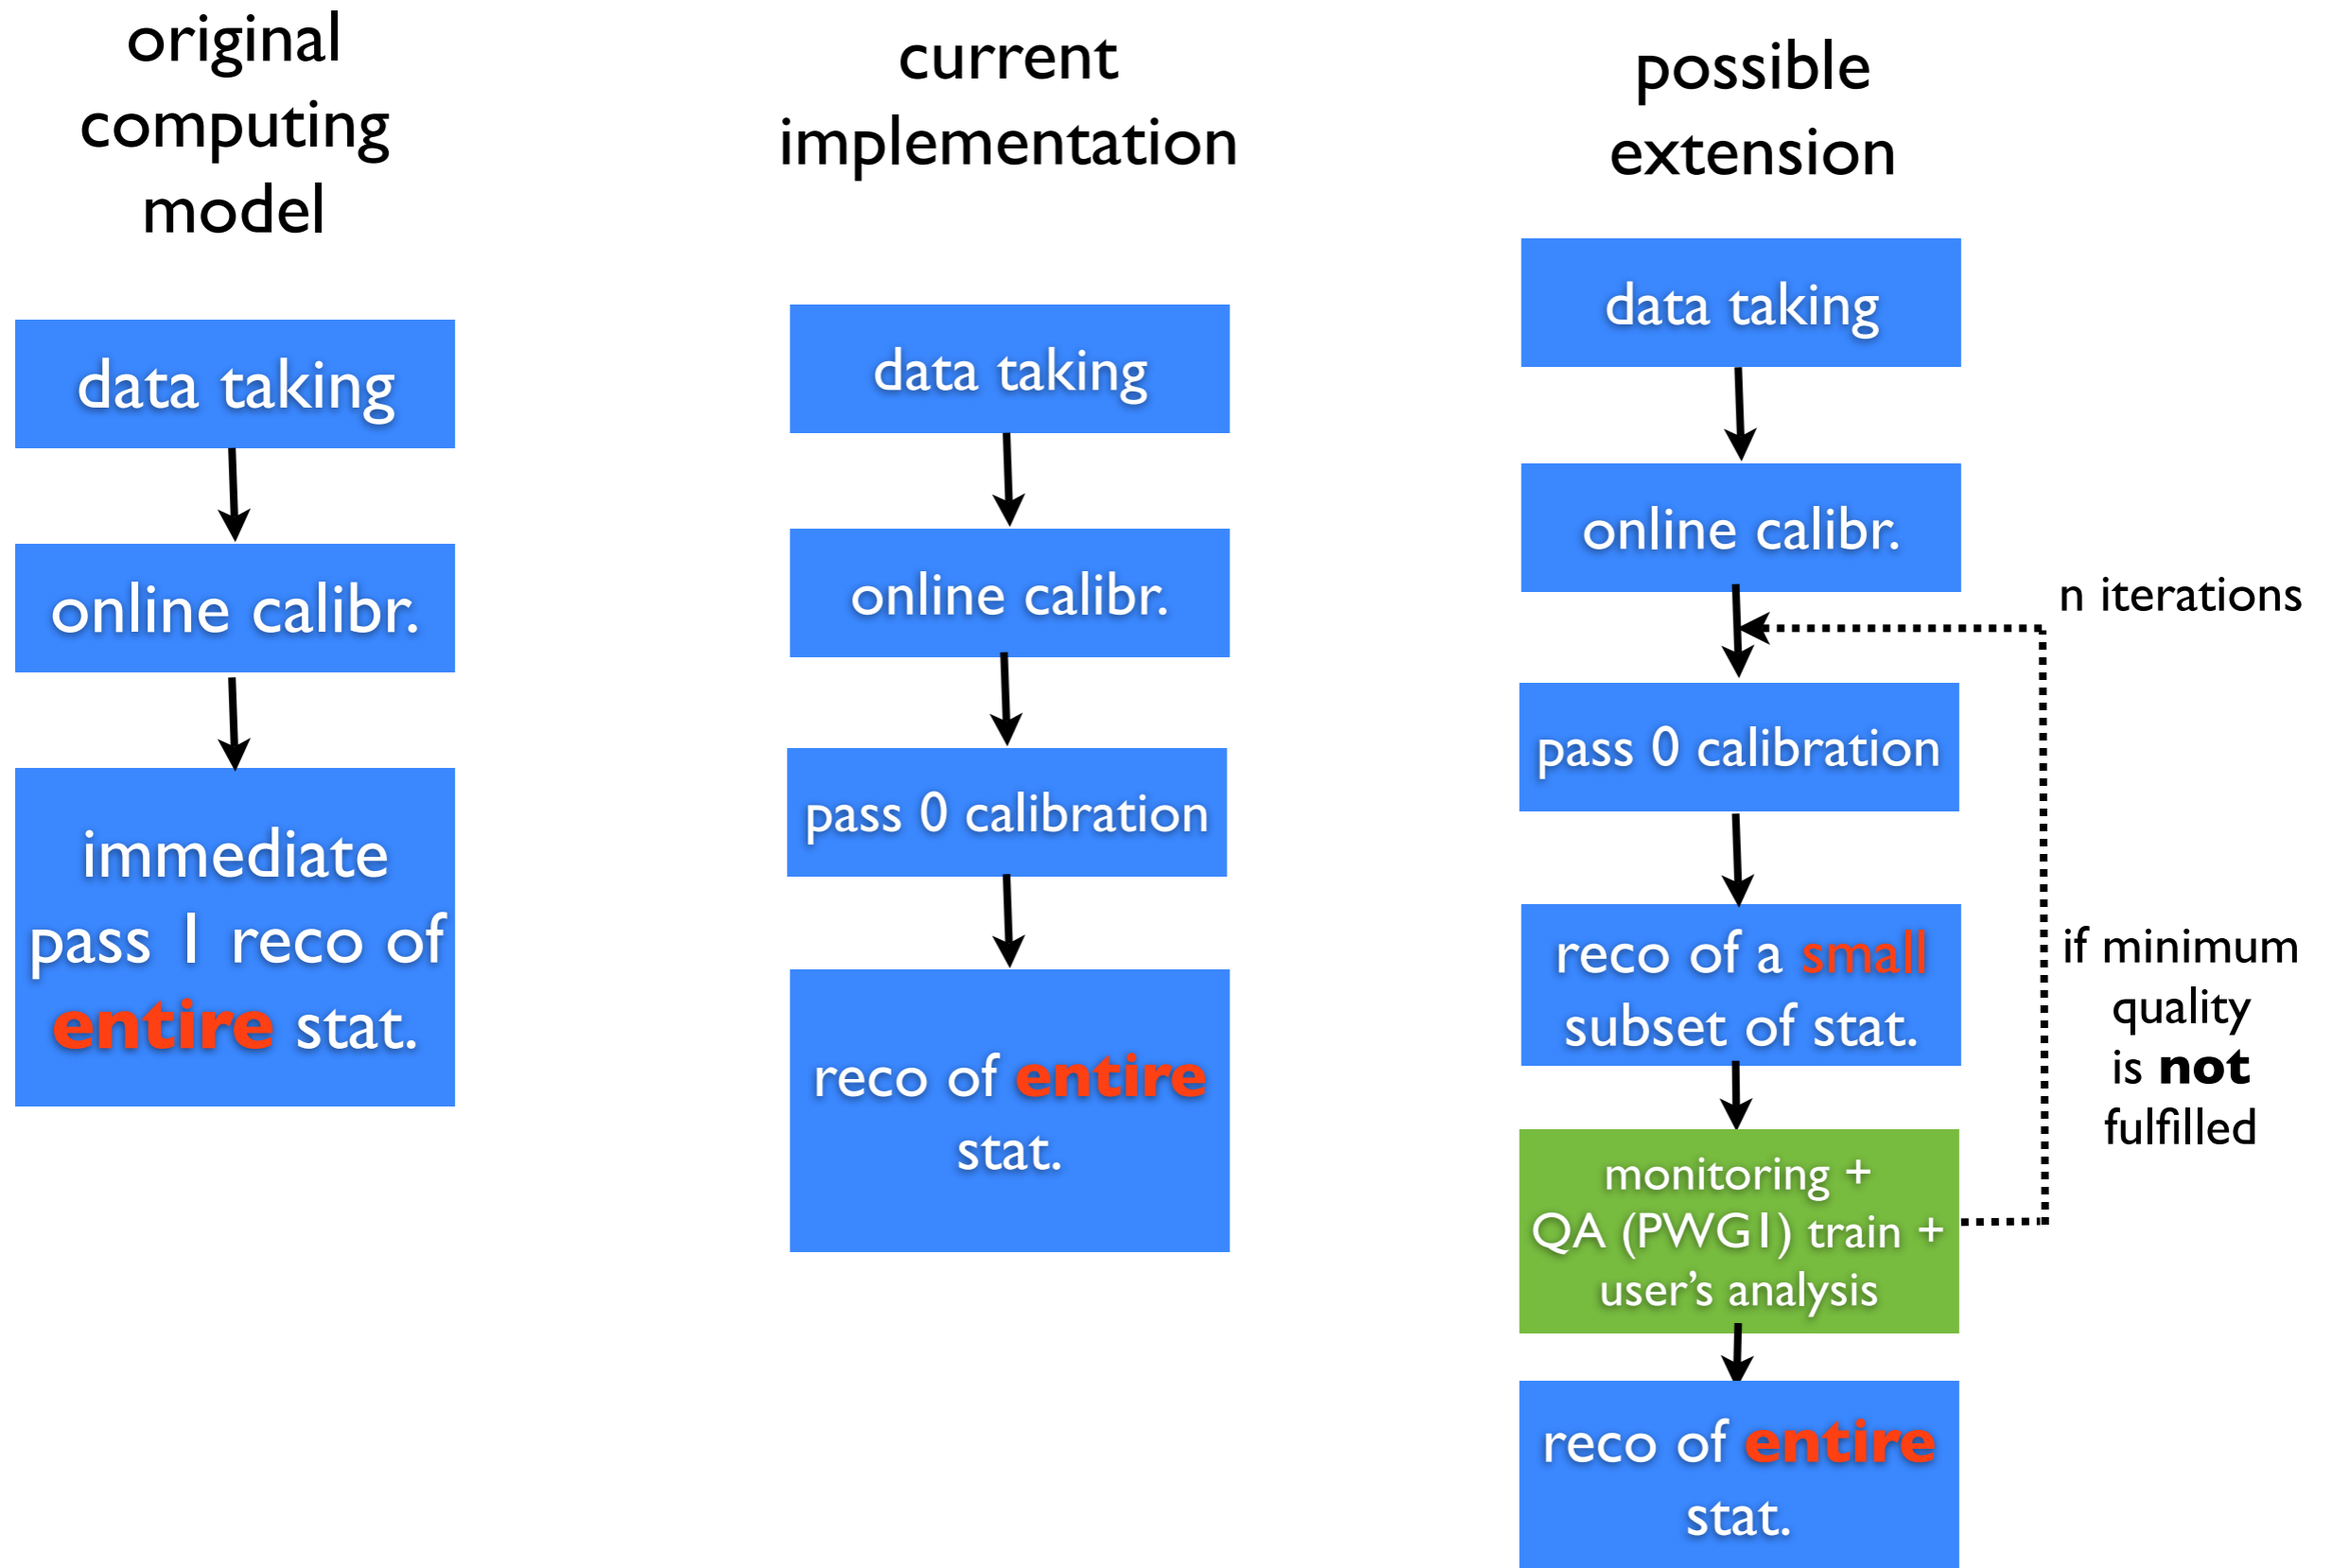 original
computing
model
data taking
online calibr.
immediate
pass 1 reco of
entire stat.
current
implementation
data taking
online calibr.
pass 0 calibration
reco of entire
stat.
possible
extension
data taking
online calibr.
n iterations
pass 0 calibration
reco of a small
subset of stat.
if minimum
quality
is not
fulfilled
monitoring +
QA (PWG1) train +
user’s analysis
reco of entire
stat.